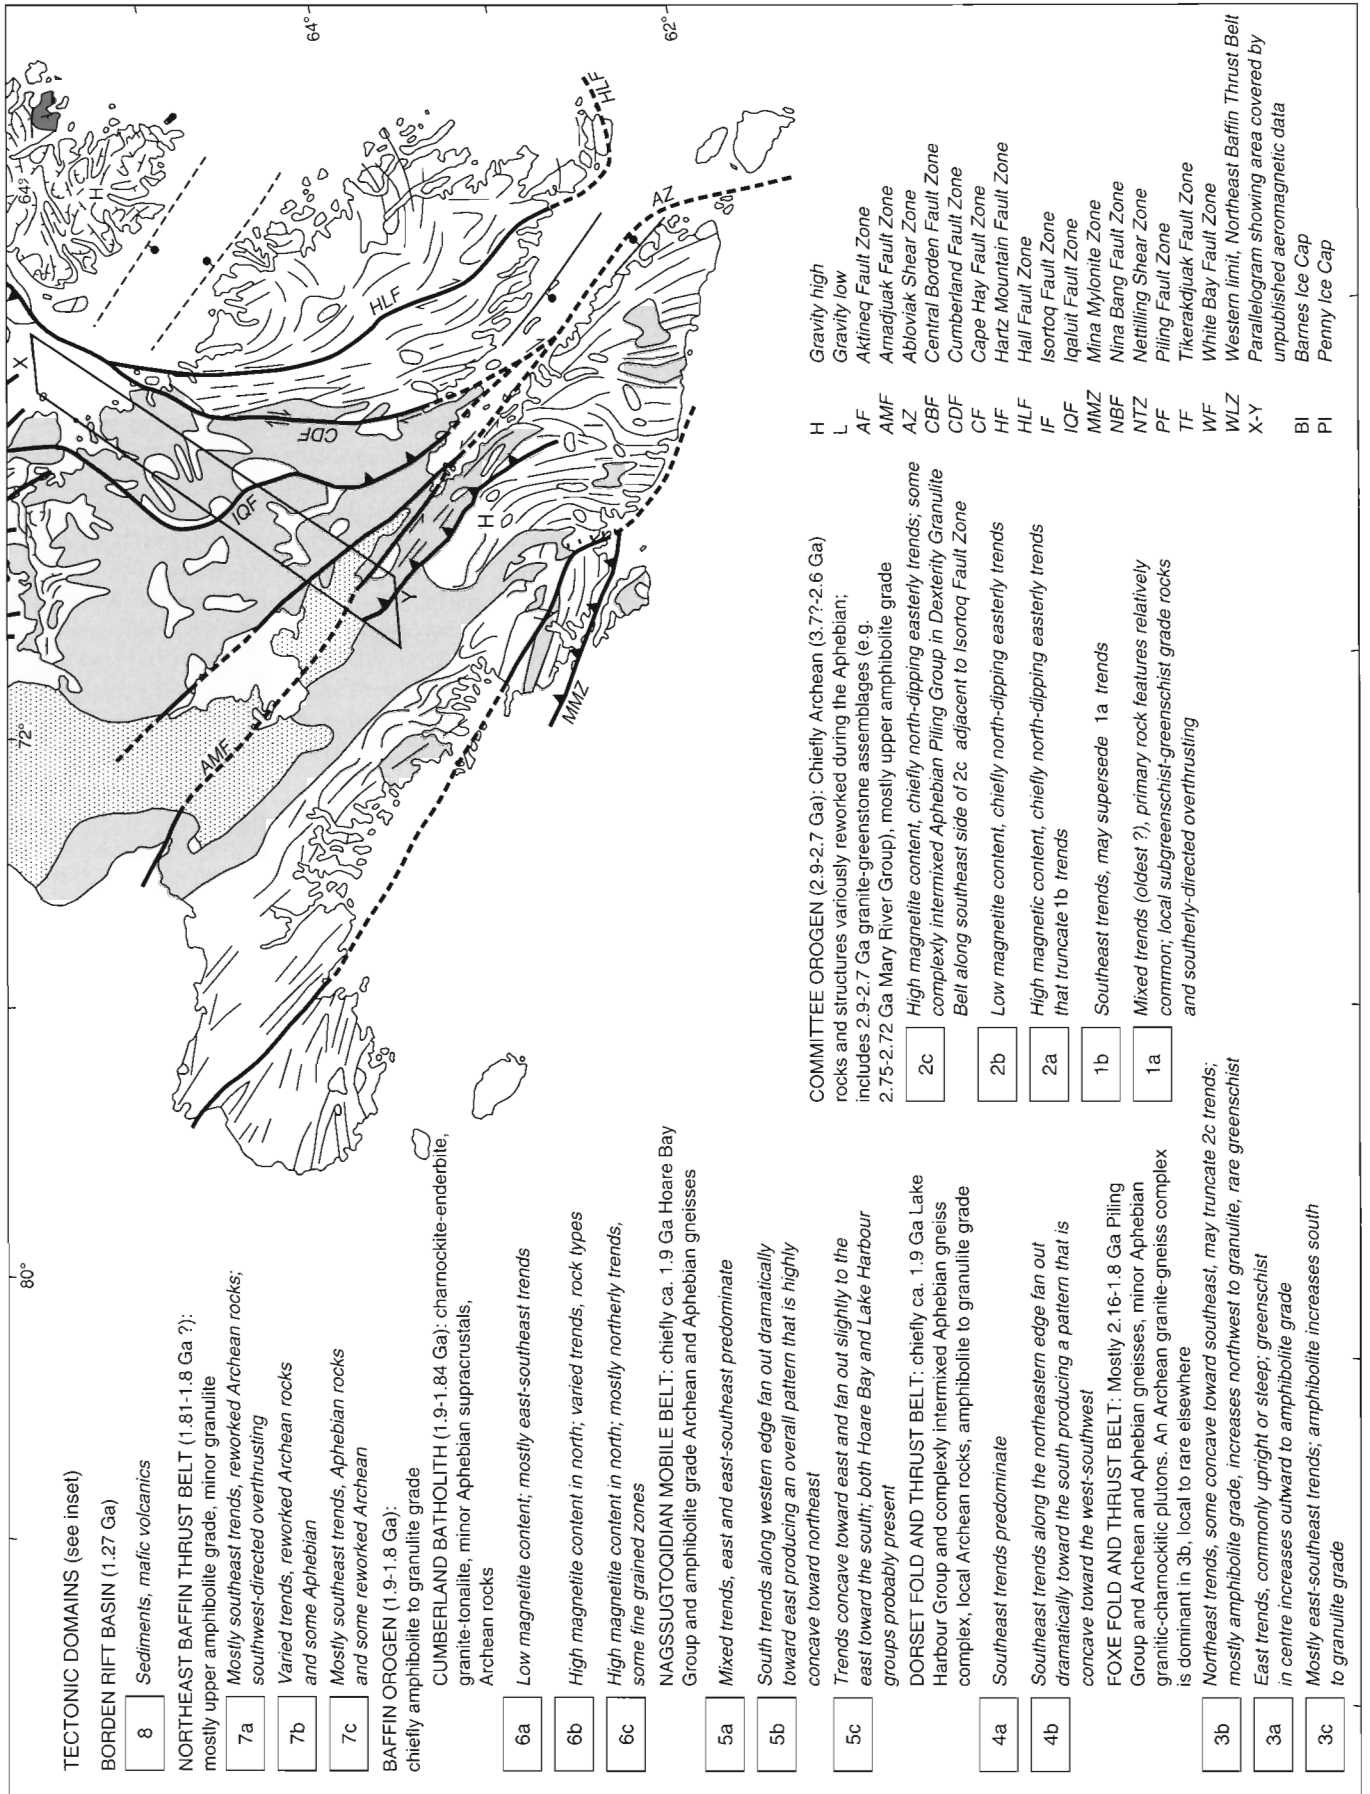 64°
62°
64°
72°
80°
H
X
HLF
HLF
AZ
CDF
IQF
H
Y
AMF
MMZ
TECTONIC DOMAINS (see inset)
BORDEN RIFT BASIN (1.27 Ga)
8 Sediments, mafic volcanics
NORTHEAST BAFFIN THRUST BELT (1.81-1.8 Ga ?):
mostly upper amphibolite grade, minor granulite
7a Mostly southeast trends, reworked Archean rocks;
southwest-directed overthrusting
7b Varied trends, reworked Archean rocks
and some Aphebian
7c Mostly southeast trends, Aphebian rocks
and some reworked Archean
BAFFIN OROGEN (1.9-1.8 Ga):
chiefly amphibolite to granulite grade
CUMBERLAND BATHOLITH (1.9-1.84 Ga): charnockite-enderbite,
granite-tonalite, minor Aphebian supracrustals,
Archean rocks
6a Low magnetite content; mostly east-southeast trends
6b High magnetite content in north; varied trends, rock types
6c High magnetite content in north; mostly northerly trends,
some fine grained zones
NAGSSUGTOQIDIAN MOBILE BELT: chiefly ca. 1.9 Ga Hoare Bay
Group and amphibolite grade Archean and Aphebian gneisses
5a Mixed trends, east and east-southeast predominate
5b South trends along western edge fan out dramatically
toward east producing an overall pattern that is highly
concave toward northeast
5c Trends concave toward east and fan out slightly to the
east toward the south; both Hoare Bay and Lake Harbour
groups probably present
DORSET FOLD AND THRUST BELT: chiefly ca. 1.9 Ga Lake
Harbour Group and complexly intermixed Aphebian gneiss
complex, local Archean rocks, amphibolite to granulite grade
4a Southeast trends predominate
4b Southeast trends along the northeastern edge fan out
dramatically toward the south producing a pattern that is
concave toward the west-southwest
FOXE FOLD AND THRUST BELT: Mostly 2.16-1.8 Ga Piling
Group and Archean and Aphebian gneisses, minor Aphebian
granitic-charnockitic plutons. An Archean granite-gneiss complex
is dominant in 3b, local to rare elsewhere
3b Northeast trends, some concave toward southeast, may truncate 2c trends;
mostly amphibolite grade, increases northwest to granulite, rare greenschist
3a East trends, commonly upright or steep; greenschist
in centre increases outward to amphibolite grade
3c Mostly east-southeast trends; amphibolite increases south
to granulite grade
COMMITTEE OROGEN (2.9-2.7 Ga): Chiefly Archean (3.7?-2.6 Ga)
rocks and structures variously reworked during the Aphebian;
includes 2.9-2.7 Ga granite-greenstone assemblages (e.g.
2.75-2.72 Ga Mary River Group), mostly upper amphibolite grade
2c High magnetite content, chiefly north-dipping easterly trends; some
complexly intermixed Aphebian Piling Group in Dexterity Granulite
Belt along southeast side of 2c adjacent to Isortoq Fault Zone
2b Low magnetite content, chiefly north-dipping easterly trends
2a High magnetic content, chiefly north-dipping easterly trends
that truncate 1b trends
1b Southeast trends, may supersede 1a trends
1a Mixed trends (oldest ?), primary rock features relatively
common; local subgreenschist-greenschist grade rocks
and southerly-directed overthrusting
H Gravity high
L Gravity low
AF Aktineq Fault Zone
AMF Amadjuak Fault Zone
AZ Abloviak Shear Zone
CBF Central Borden Fault Zone
CDF Cumberland Fault Zone
CF Cape Hay Fault Zone
HF Hartz Mountain Fault Zone
HLF Hall Fault Zone
IF Isortoq Fault Zone
IQF Iqaluit Fault Zone
MMZ Mina Mylonite Zone
NBF Nina Bang Fault Zone
NTZ Nettilling Shear Zone
PF Piling Fault Zone
TF Tikerakdjuak Fault Zone
WF White Bay Fault Zone
WLZ Western limit, Northeast Baffin Thrust Belt
X-Y Parallelogram showing area covered by
unpublished aeromagnetic data
BI Barnes Ice Cap
PI Penny Ice Cap